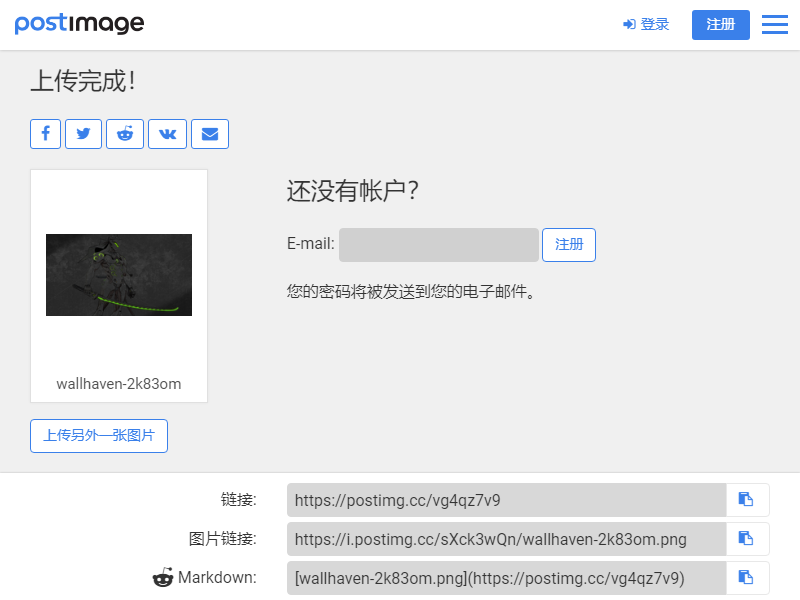 postimage
登录
注册
上传完成！
还没有帐户？
E-mail:
注册
您的密码将被发送到您的电子邮件。
wallhaven-2k83om
上传另外一张图片
链接:
https://postimg.cc/vg4qz7v9
图片链接:
https://i.postimg.cc/sXck3wQn/wallhaven-2k83om.png
Markdown:
[wallhaven-2k83om.png](https://postimg.cc/vg4qz7v9)